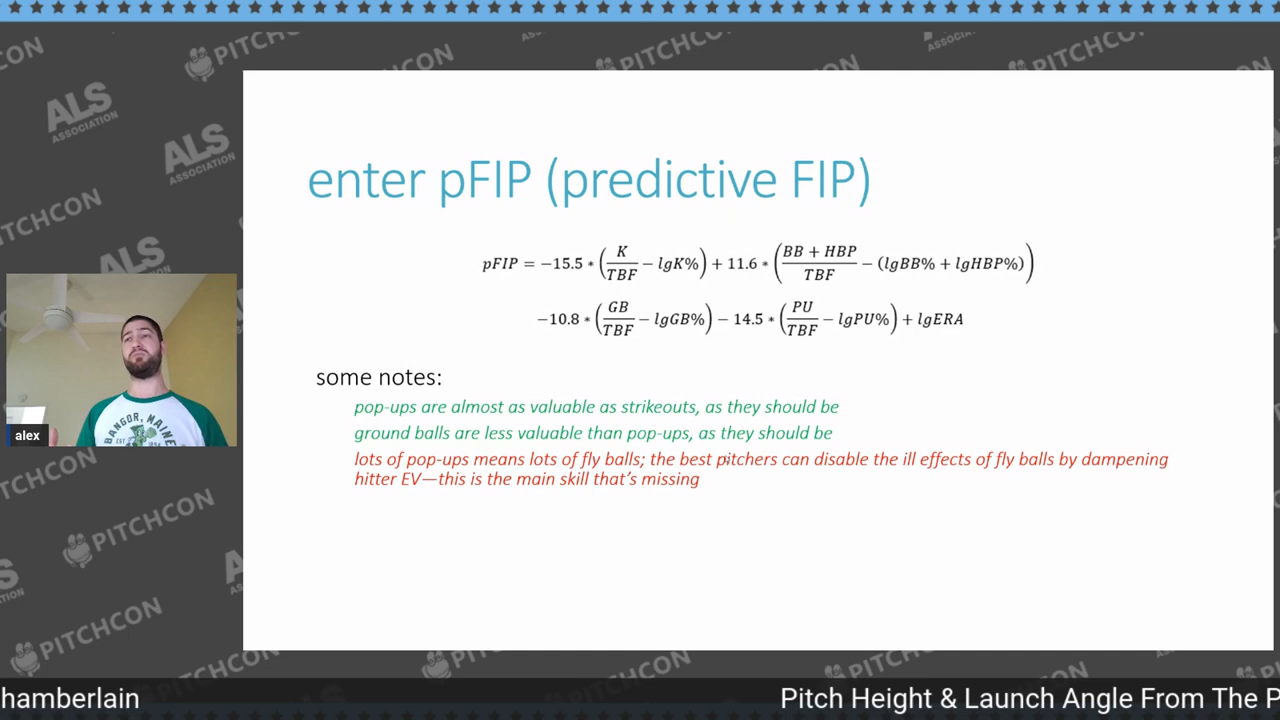 enter pFIP (predictive FIP)
pFIP = −15.5 * (K/TBF − lgK%) + 11.6 * (BB + HBP/TBF − (lgBB% + lgHBP%))
−10.8 * (GB/TBF − lgGB%) − 14.5 * (PU/TBF − lgPU%) + lgERA
some notes:
pop-ups are almost as valuable as strikeouts, as they should be
ground balls are less valuable than pop-ups, as they should be
lots of pop-ups means lots of fly balls; the best pitchers can disable the ill effects of fly balls by dampening
hitter EV—this is the main skill that's missing
BANGOR, MAINE
alex
hamberlain
Pitch Height & Launch Angle From The P
PITCHCON
ALS
ASSOCIATION